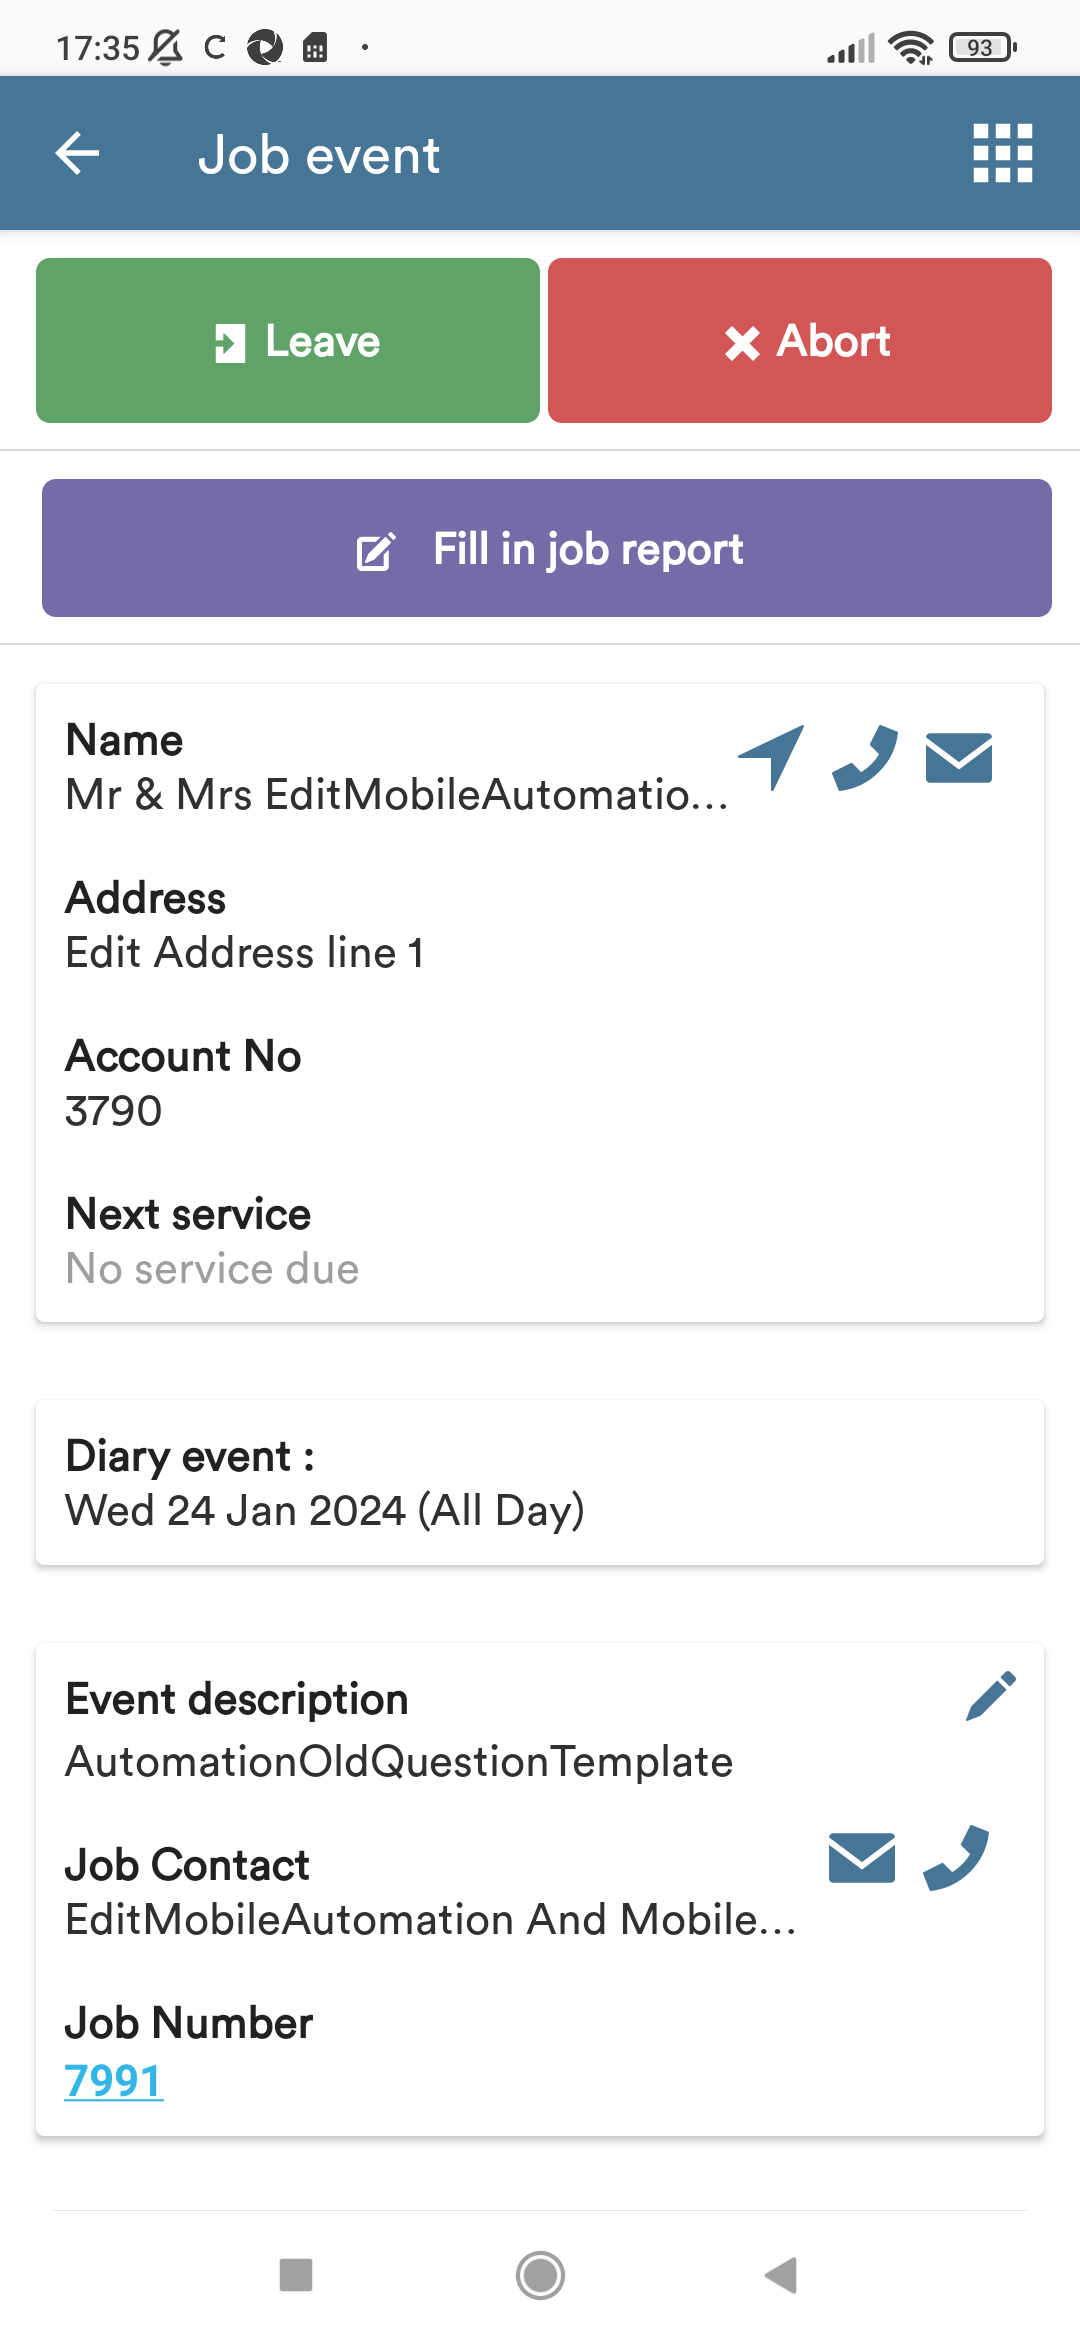 17:35
93
Job event
Leave
Abort
Fill in job report
Name
Mr & Mrs EditMobileAutomatio...
Address
Edit Address line 1
Account No
3790
Next service
No service due
Diary event :
Wed 24 Jan 2024 (All Day)
Event description
AutomationOldQuestionTemplate
Job Contact
EditMobileAutomation And Mobile...
Job Number
7991